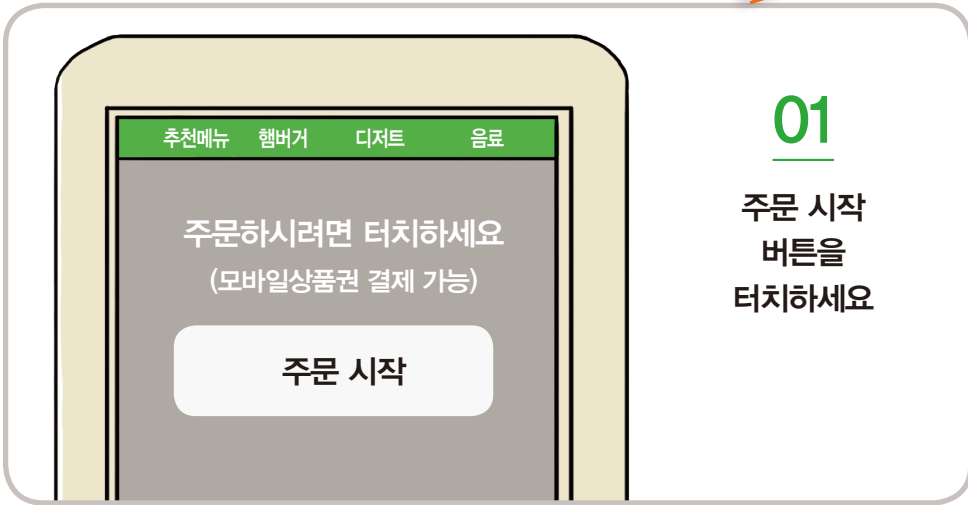 추천메뉴 햄버거 디저트 음료
주문하시려면 터치하세요
(모바일상품권 결제 가능)
주문 시작
01
주문 시작
버튼을
터치하세요